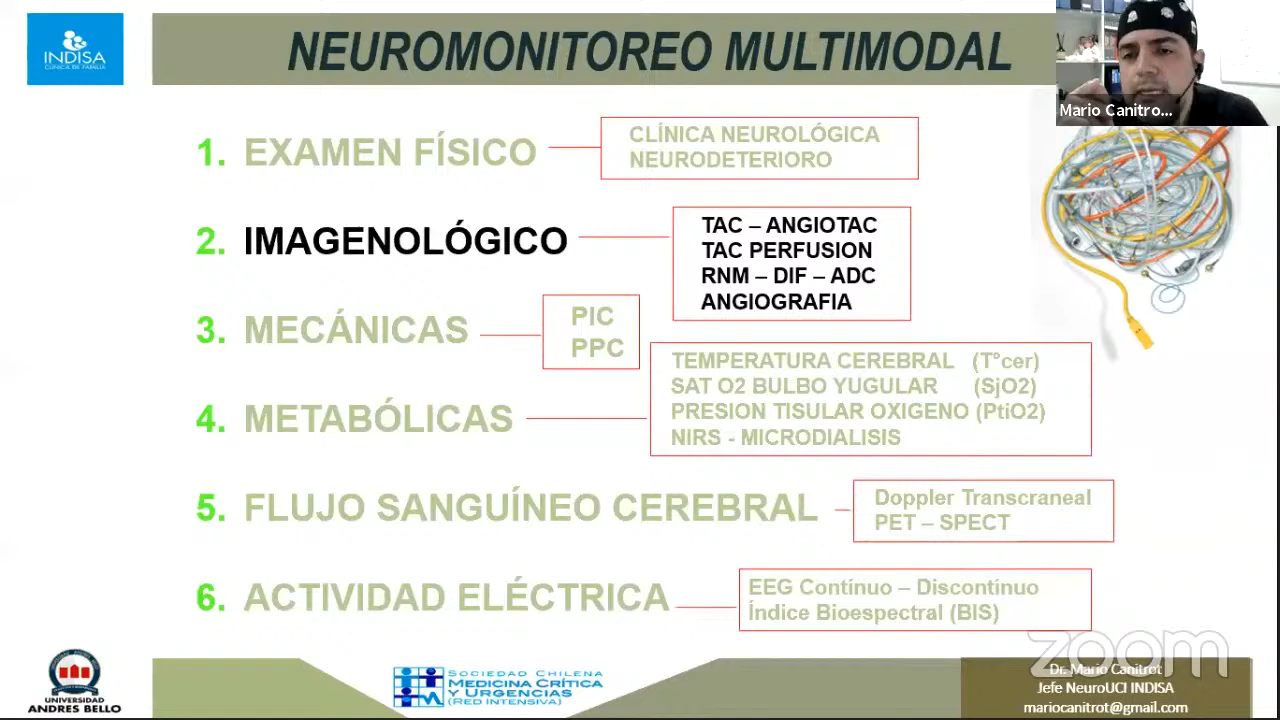 INDISA
CLÍNICA DE FAMILIA
NEUROMONITOREO MULTIMODAL
Mario Canitro...
1. EXAMEN FÍSICO
CLÍNICA NEUROLÓGICA
NEURODETERIORO
2. IMAGENOLÓGICO
TAC – ANGIOTAC
TAC PERFUSION
RNM – DIF – ADC
ANGIOGRAFIA
3. MECÁNICAS
PIC
PPC
4. METABÓLICAS
TEMPERATURA CEREBRAL (T°cer)
SAT O2 BULBO YUGULAR (SjO2)
PRESION TISULAR OXIGENO (PtiO2)
NIRS - MICRODIALISIS
5. FLUJO SANGUÍNEO CEREBRAL
Doppler Transcraneal
PET – SPECT
6. ACTIVIDAD ELÉCTRICA
EEG Contínuo – Discontínuo
Índice Bioespectral (BIS)
zoom
UNIVERSIDAD
ANDRES BELLO
SOCIEDAD CHILENA
MEDICINA CRÍTICA
Y URGENCIAS
(RED INTENSIVA)
Dr. Mario Canitrot
Jefe NeuroUCI INDISA
mariocanitrot@gmail.com